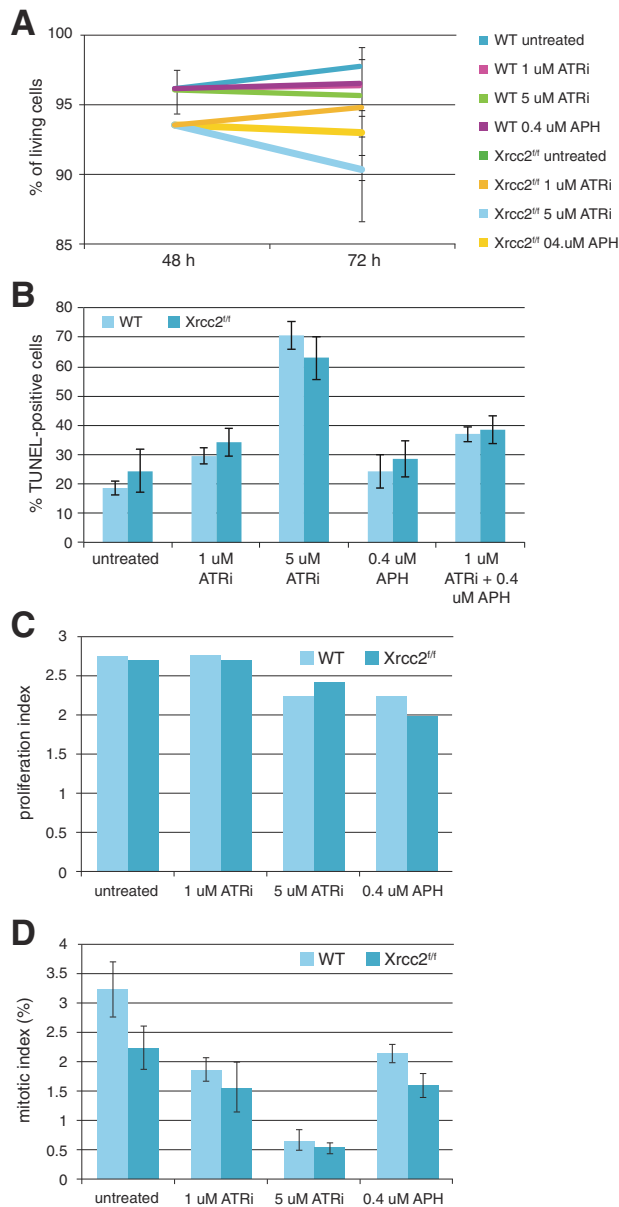 A
100
95
90
85
% of living cells
48 h
72 h
WT untreated
WT 1 uM ATRi
WT 5 uM ATRi
WT 0.4 uM APH
Xrcc2f/f untreated
Xrcc2f/f 1 uM ATRi
Xrcc2f/f 5 uM ATRi
Xrcc2f/f 04.uM APH
B
80
70
60
50
40
30
20
10
0
% TUNEL-positive cells
WT
Xrcc2f/f
untreated
1 uM
ATRi
5 uM
ATRi
0.4 uM
APH
1 uM
ATRi + 0.4
uM APH
C
3
2.5
2
1.5
1
0.5
0
proliferation index
WT
Xrcc2f/f
untreated
1 uM ATRi
5 uM ATRi
0.4 uM APH
D
4
3.5
3
2.5
2
1.5
1
0.5
0
mitotic index (%)
WT
Xrcc2f/f
untreated
1 uM ATRi
5 uM ATRi
0.4 uM APH